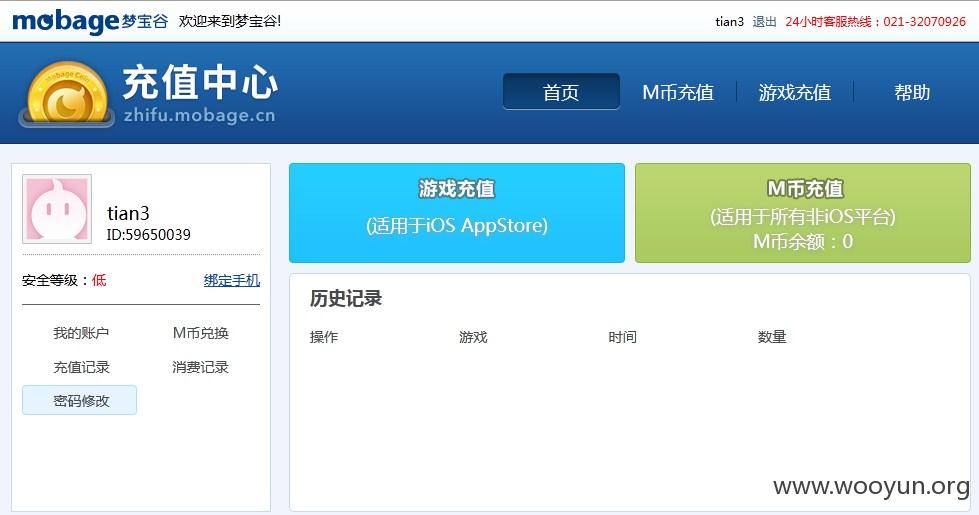 mobage梦宝谷 欢迎来到梦宝谷! tian3 退出 24小时客服热线：021-32070926
Mobage Coin
充值中心
zhifu.mobage.cn
首页 M币充值 游戏充值 帮助
tian3
ID:59650039
安全等级：低 绑定手机
我的账户 M币兑换
充值记录 消费记录
密码修改
游戏充值
(适用于iOS AppStore)
M币充值
(适用于所有非iOS平台)
M币余额：0
历史记录
操作 游戏 时间 数量
www.wooyun.org